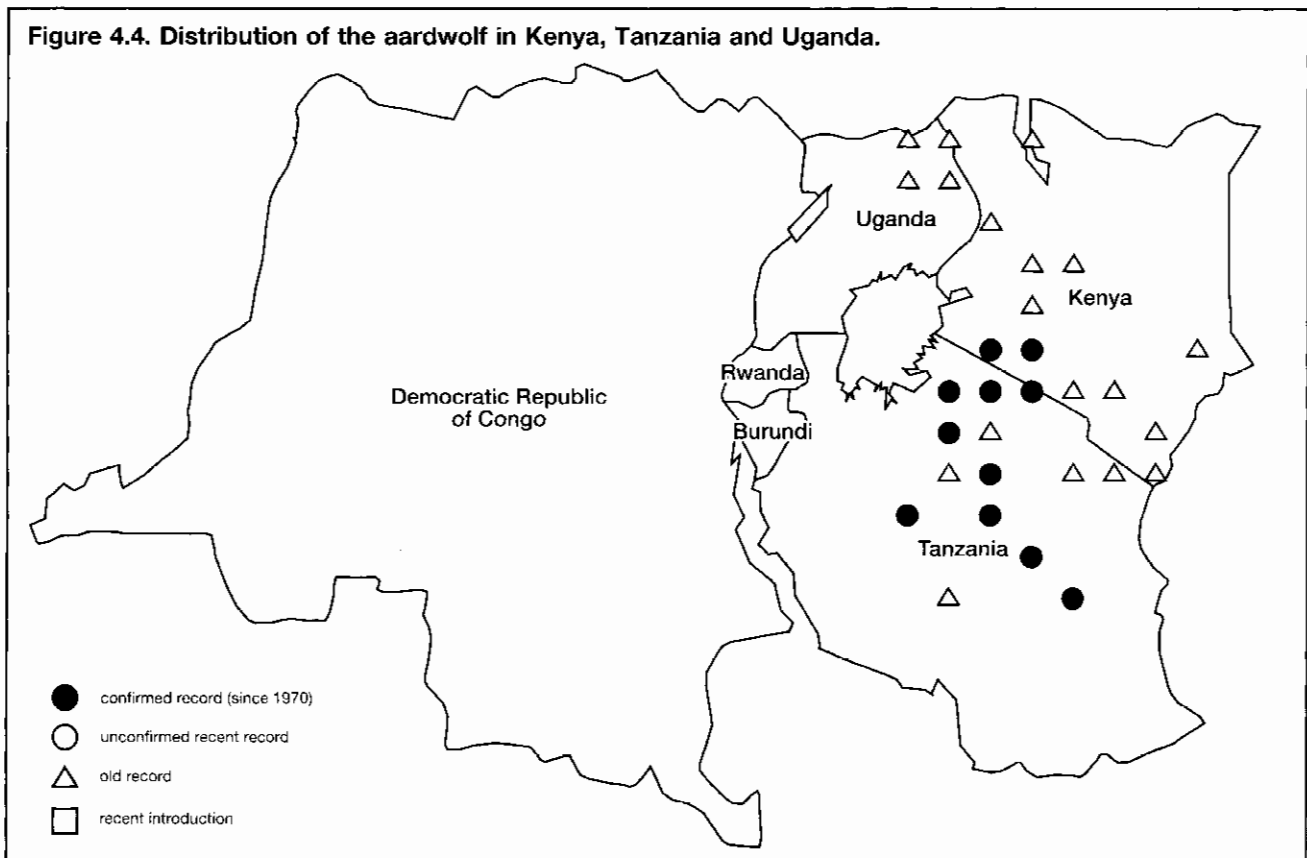 Figure 4.4. Distribution of the aardwolf in Kenya, Tanzania and Uganda.
Uganda
Kenya
Rwanda
Democratic Republic
of Congo
Burundi
Tanzania
confirmed record (since 1970)
unconfirmed recent record
old record
recent introduction